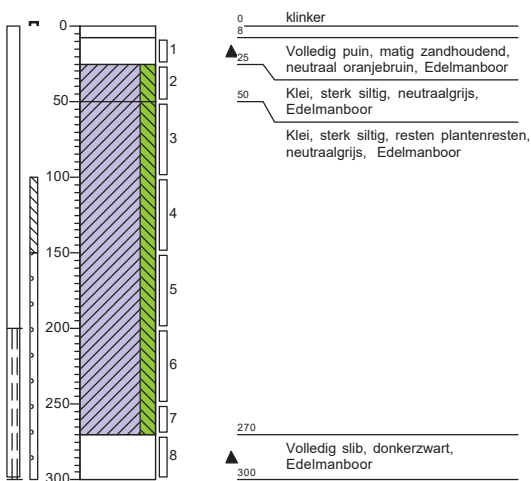 0
50
100
150
200
250
300
1
2
3
4
5
6
7
8
0 klinker
8
Volledig puin, matig zandhoudend,
25 neutraal oranjebruin, Edelmanboor
50 Klei, sterk siltig, neutraalgrijs,
Edelmanboor
Klei, sterk siltig, resten plantenresten,
neutraalgrijs, Edelmanboor
270
Volledig slib, donkerzwart,
Edelmanboor
300